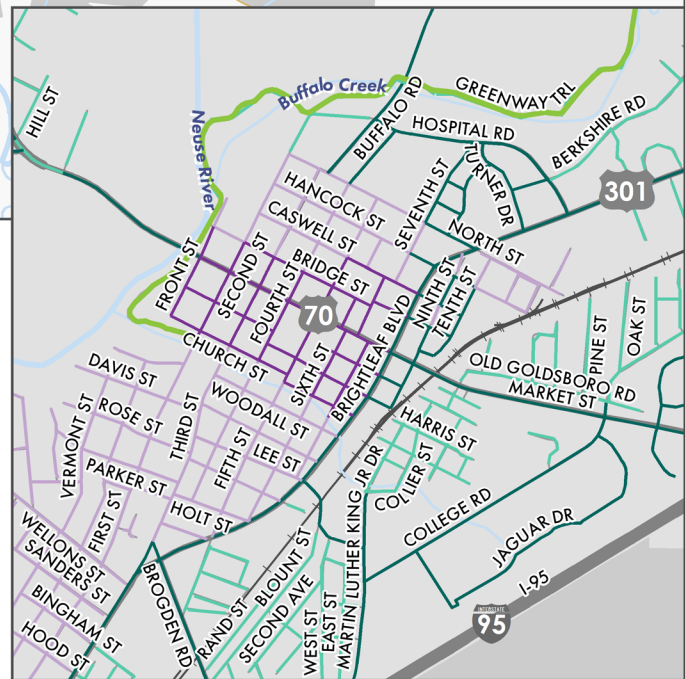 Buffalo Creek
GREENWAY TRL
HILL ST
BUFFALO RD
HOSPITAL RD
BERKSHIRE RD
Neuse River
TURNER DR
301
HANCOCK ST
SEVENTH ST
CASWELL ST
NORTH ST
FRONT ST
SECOND ST
BRIDGE ST
FOURTH ST
NINTH ST
TENTH ST
70
PINE ST
OAK ST
CHURCH ST
SIXTH ST
BRIGHTLEAF BLVD
DAVIS ST
OLD GOLDSBORO RD
MARKET ST
WOODALL ST
ROSE ST
THIRD ST
VERMONT ST
HARRIS ST
FIFTH ST
LEE ST
PARKER ST
COLLIER ST
FIRST ST
HOLT ST
COLLEGE RD
JAGUAR DR
WELLONS ST
SANDERS ST
MARTIN LUTHER KING JR DR
BLOUNT ST
BROGDEN RD
I-95
INTERSTATE
95
BINGHAM ST
SECOND AVE
RAND ST
WEST ST
EAST ST
HOOD ST